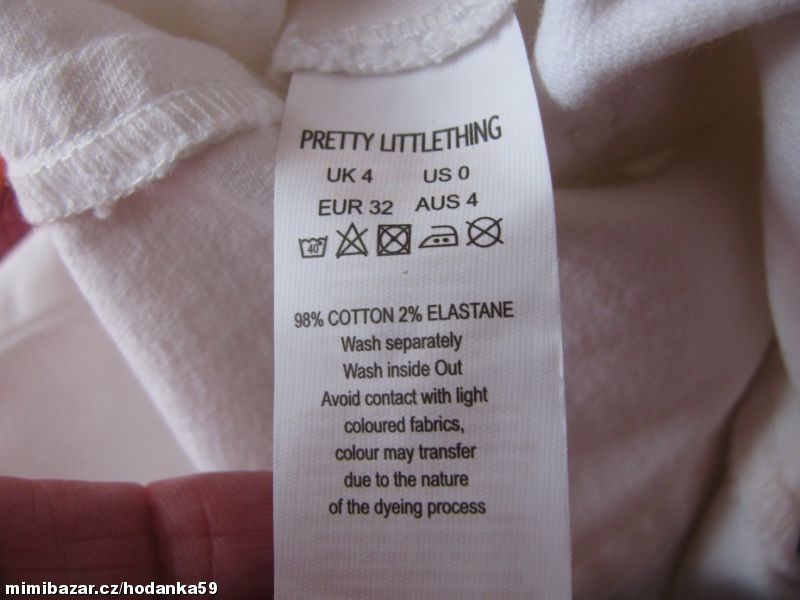 PRETTY LITTLETHING
UK 4 US 0
EUR 32 AUS 4
40
98% COTTON 2% ELASTANE
Wash separately
Wash inside Out
Avoid contact with light
coloured fabrics,
colour may transfer
due to the nature
of the dyeing process
mimibazar.cz/hodanka59